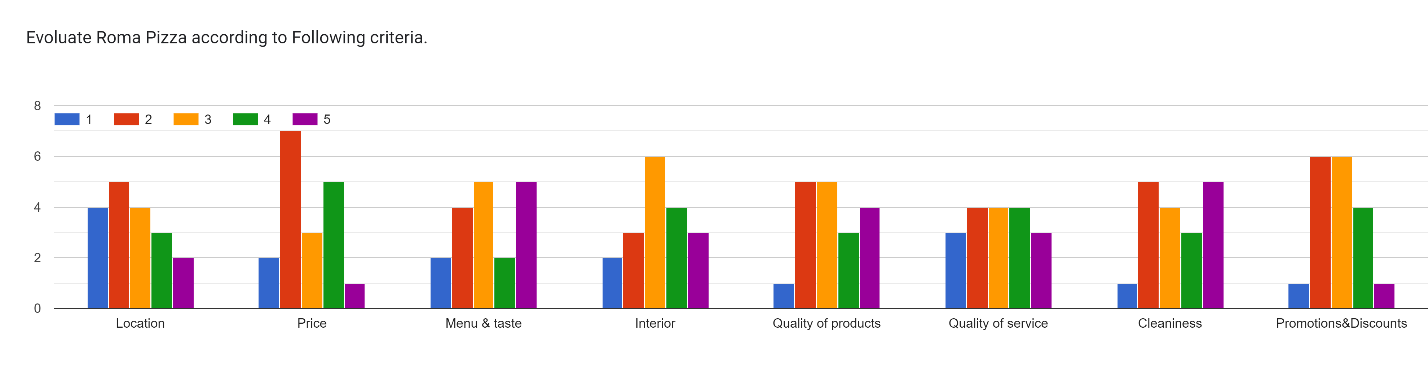 Evoluate Roma Pizza according to Following criteria.
8
1 2 3 4 5
6
4
2
0
Location Price Menu & taste Interior Quality of products Quality of service Cleaniness Promotions&Discounts